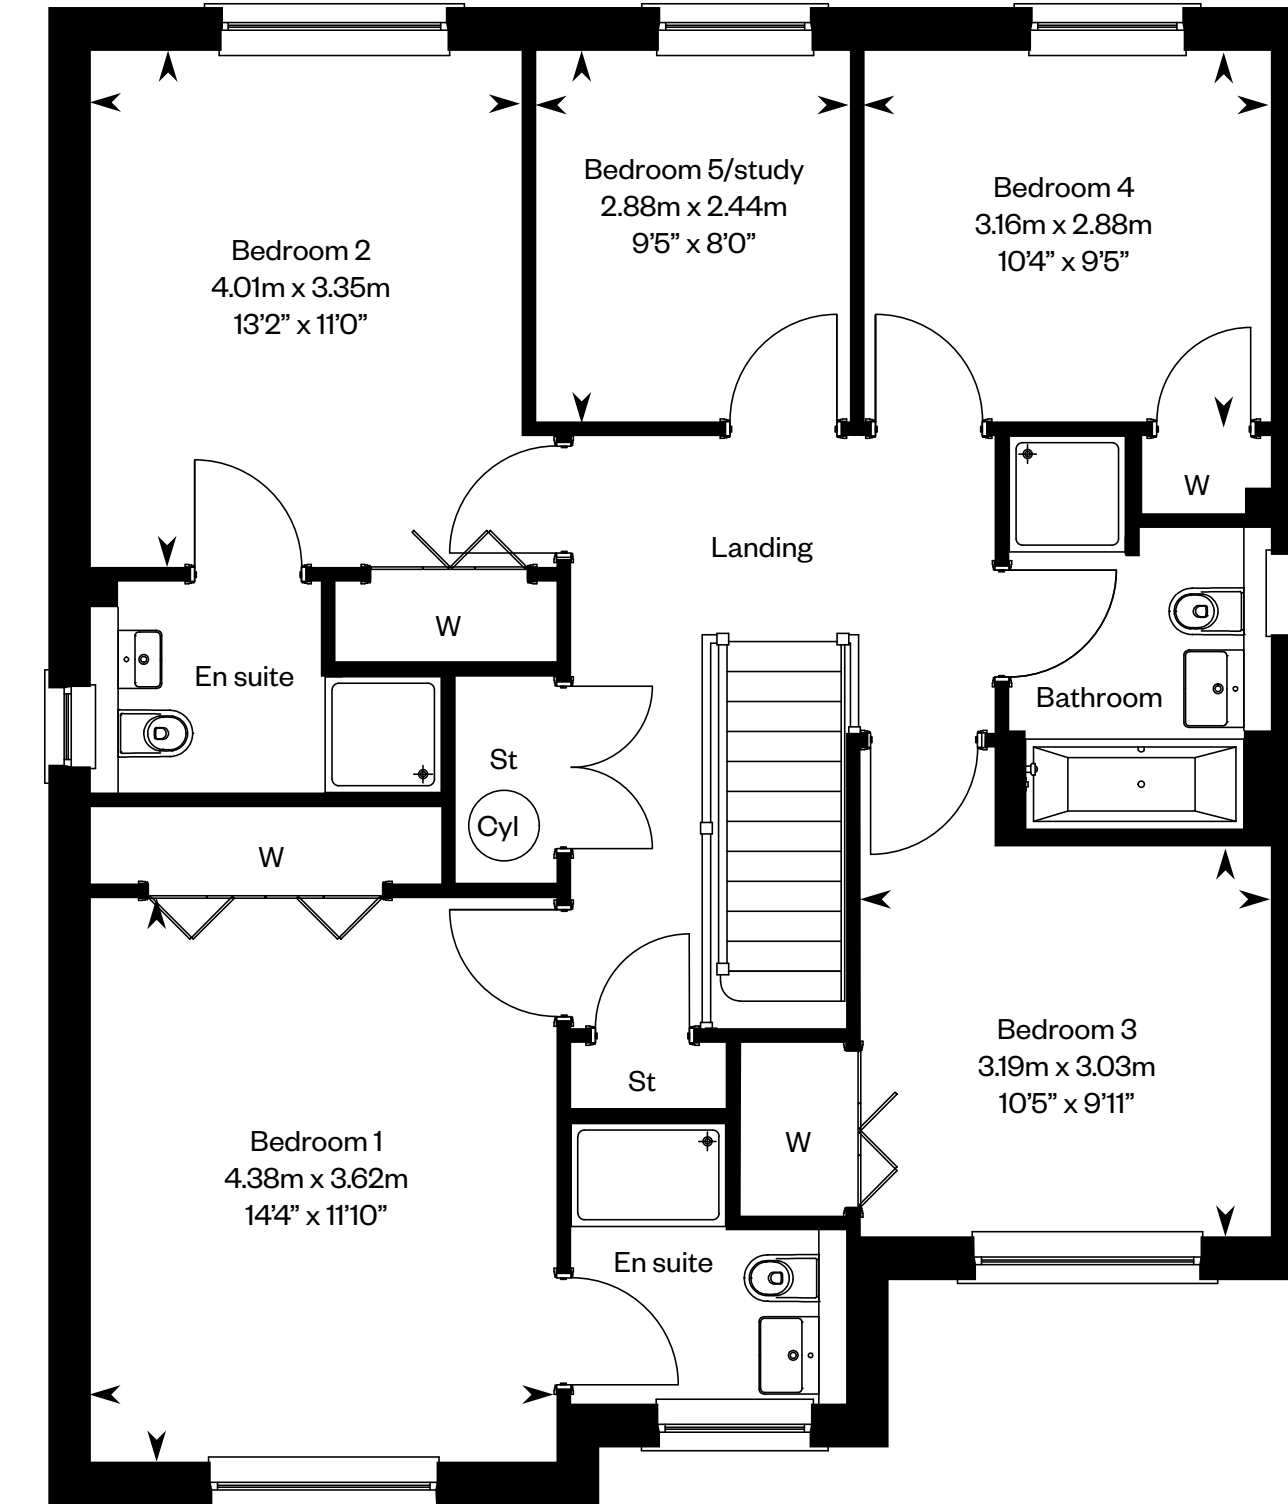 Bedroom 5/study
2.88m x 2.44m
9’5” x 8’0”
Bedroom 4
3.16m x 2.88m
10’4” x 9’5”
Bedroom 2
4.01m x 3.35m
13’2” x 11’0”
W
Landing
W
En suite
Bathroom
St
Cyl
W
Bedroom 3
3.19m x 3.03m
10’5” x 9’11”
St
Bedroom 1
4.38m x 3.62m
14’4” x 11’10”
W
En suite